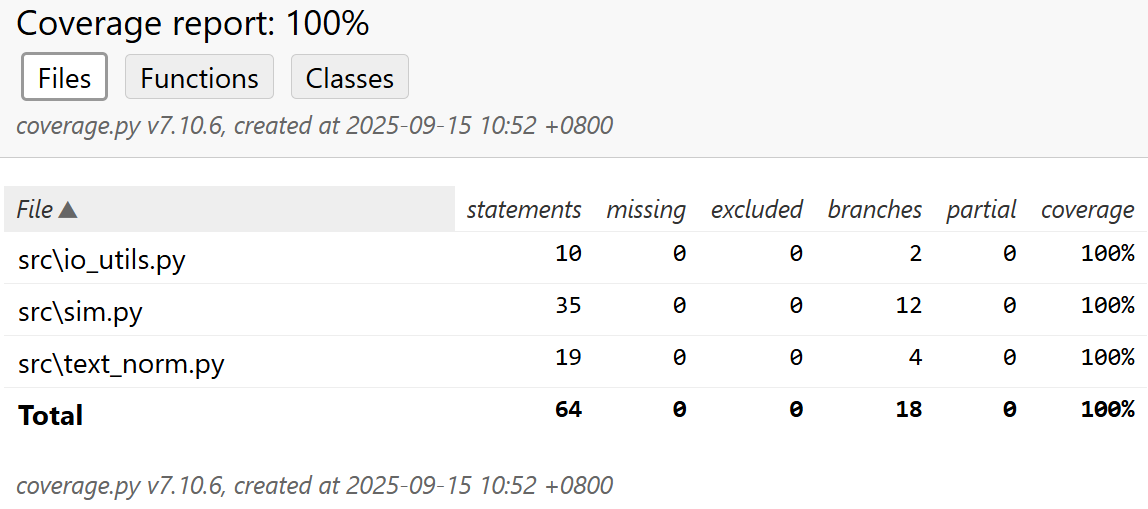 Coverage report: 100%
Files Functions Classes
coverage.py v7.10.6, created at 2025-09-15 10:52 +0800
File▲ statements missing excluded branches partial coverage
src\io_utils.py 10 0 0 2 0 100%
src\sim.py 35 0 0 12 0 100%
src\text_norm.py 19 0 0 4 0 100%
Total 64 0 0 18 0 100%
coverage.py v7.10.6, created at 2025-09-15 10:52 +0800